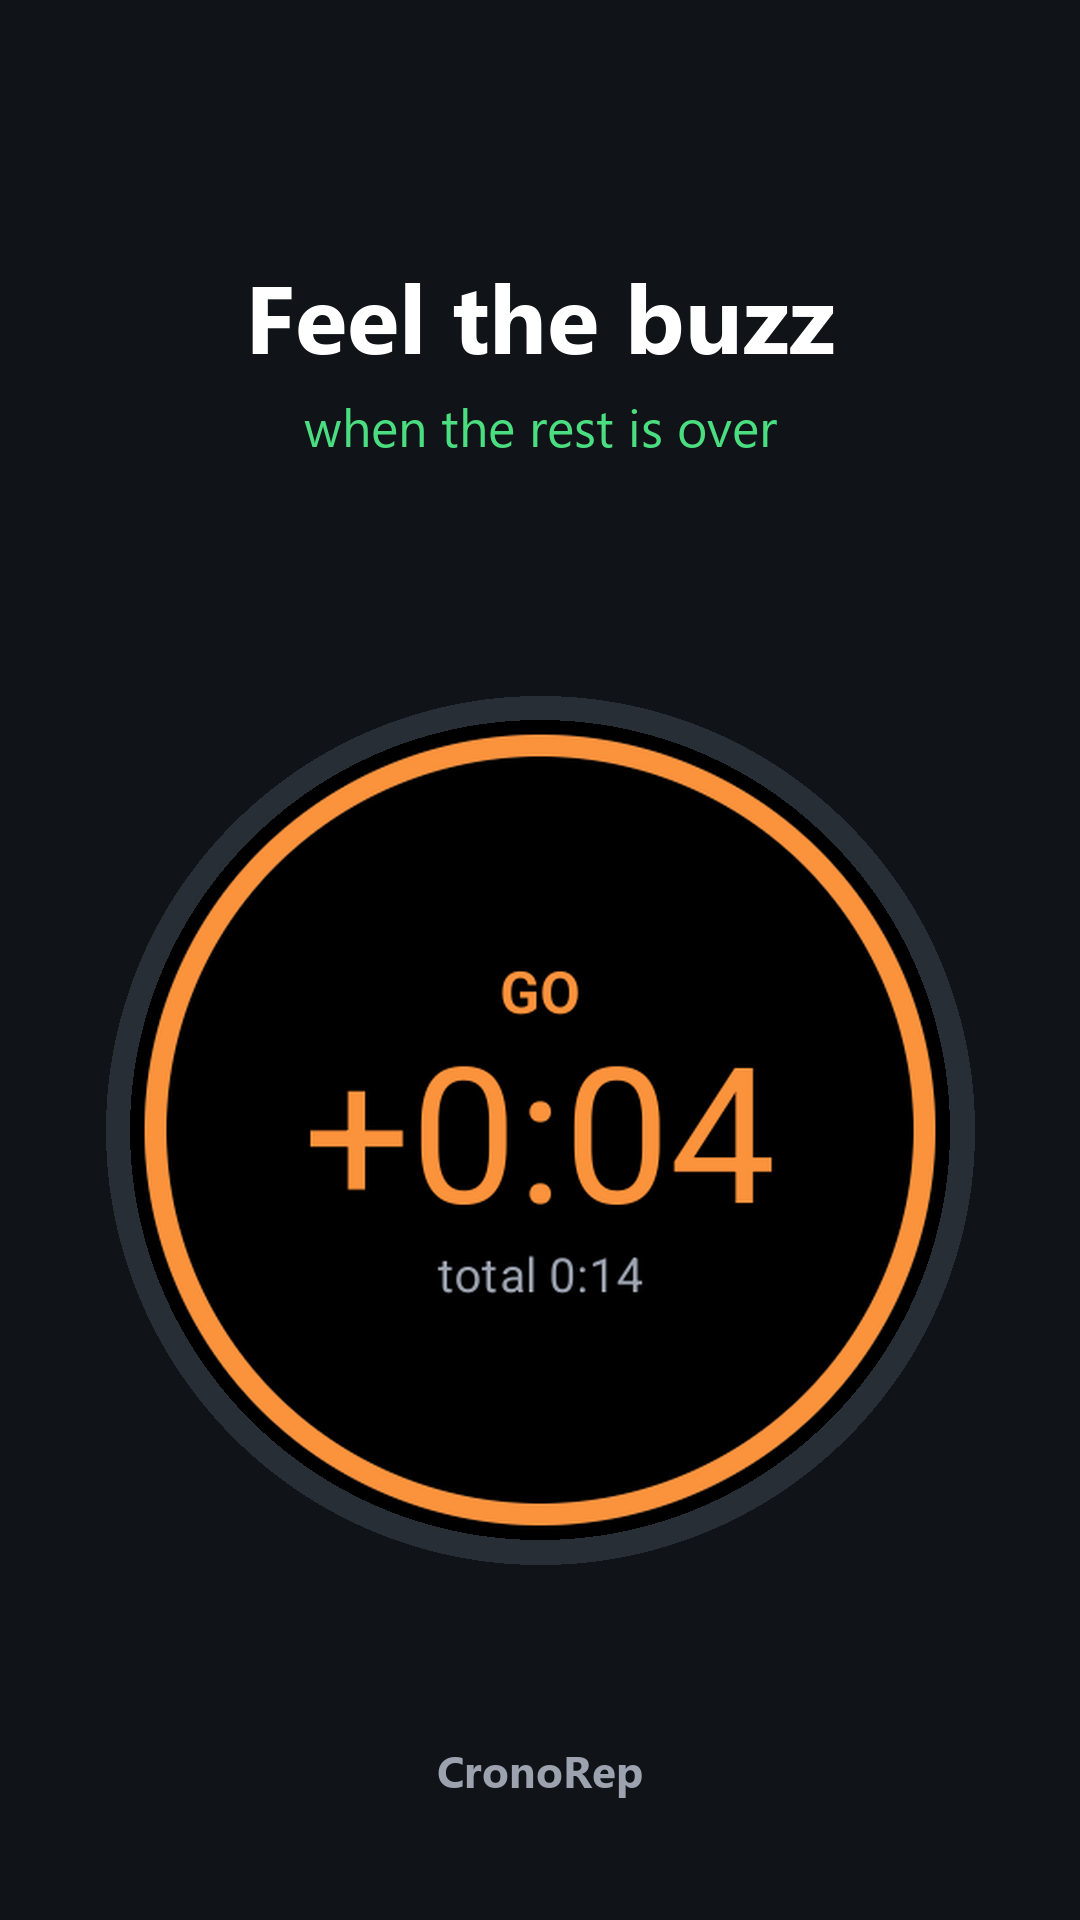 Feel the buzz
when the rest is over
GO
+0:04
total 0:14
CronoRep